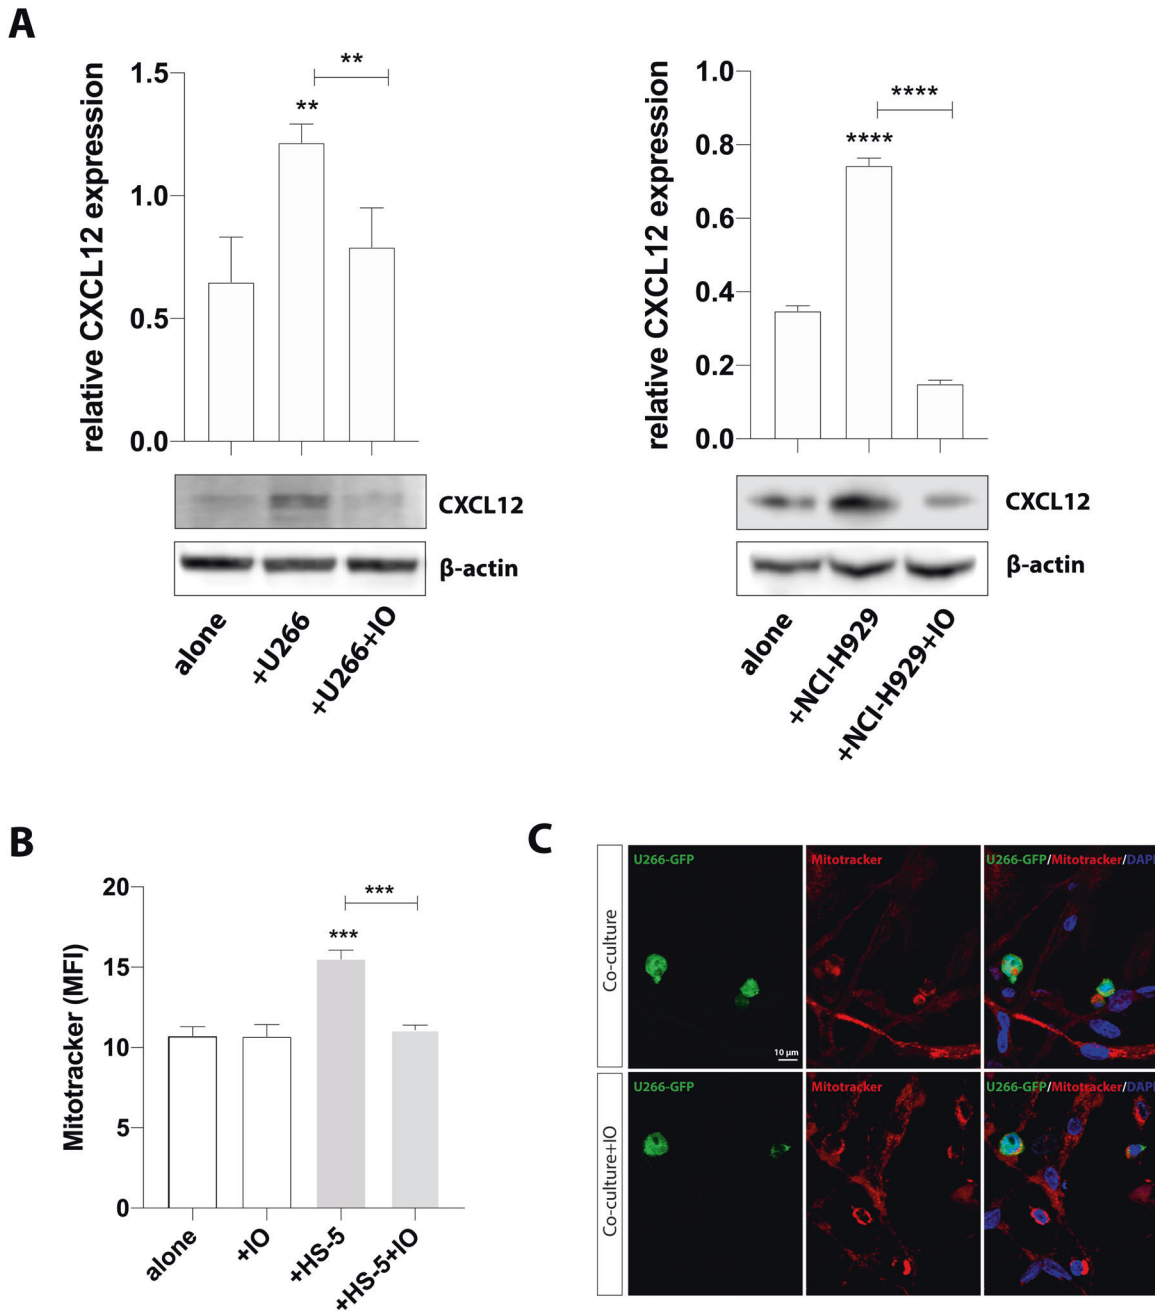 A
relative CXCL12 expression
1.5
1.0
0.5
0.0
**
**
CXCL12
β-actin
alone
+U266
+U266+IO
relative CXCL12 expression
1.0
0.8
0.6
0.4
0.2
0.0
****
****
CXCL12
β-actin
alone
+NCI-H929
+NCI-H929+IO
B
Mitotracker (MFI)
20
15
10
5
0
***
***
alone
+IO
+HS-5
+HS-5+IO
C
Co-culture
U266-GFP
10 µm
Mitotracker
U266-GFP/Mitotracker/DAPI
Co-culture+IO
U266-GFP
Mitotracker
U266-GFP/Mitotracker/DAPI